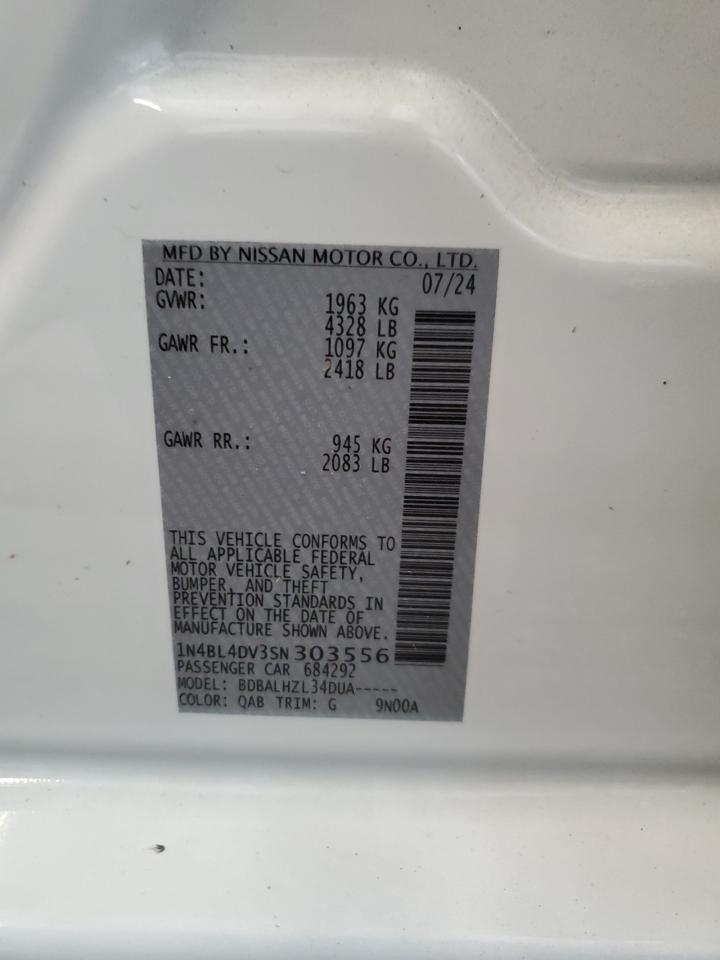 MFD BY NISSAN MOTOR CO., LTD.
DATE: 07/24
GVWR: 1963 KG
4328 LB
GAWR FR.: 1097 KG
2418 LB
GAWR RR.: 945 KG
2083 LB
THIS VEHICLE CONFORMS TO
ALL APPLICABLE FEDERAL
MOTOR VEHICLE SAFETY,
BUMPER, AND THEFT
PREVENTION STANDARDS IN
EFFECT ON THE DATE OF
MANUFACTURE SHOWN ABOVE.
1N4BL4DV3SN303556
PASSENGER CAR 684292
MODEL: BDBALHZL34DUA-----
COLOR: QAB TRIM: G 9N00A